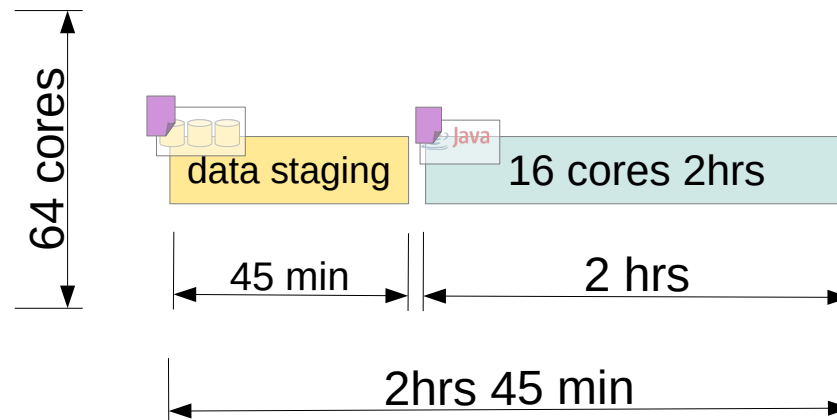 64 cores
Java
data staging
16 cores 2hrs
45 min
2 hrs
2hrs 45 min